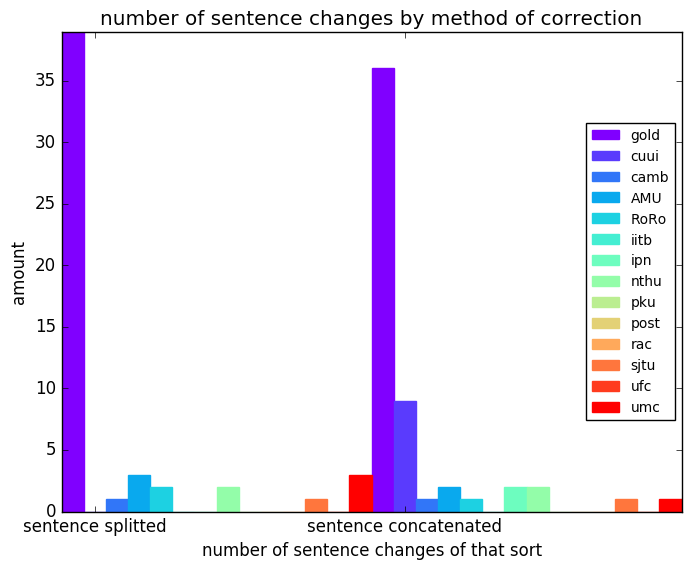 number of sentence changes by method of correction
amount
35
30
25
20
15
10
5
0
gold
cuui
camb
AMU
RoRo
iitb
ipn
nthu
pku
post
rac
sjtu
ufc
umc
sentence splitted
sentence concatenated
number of sentence changes of that sort